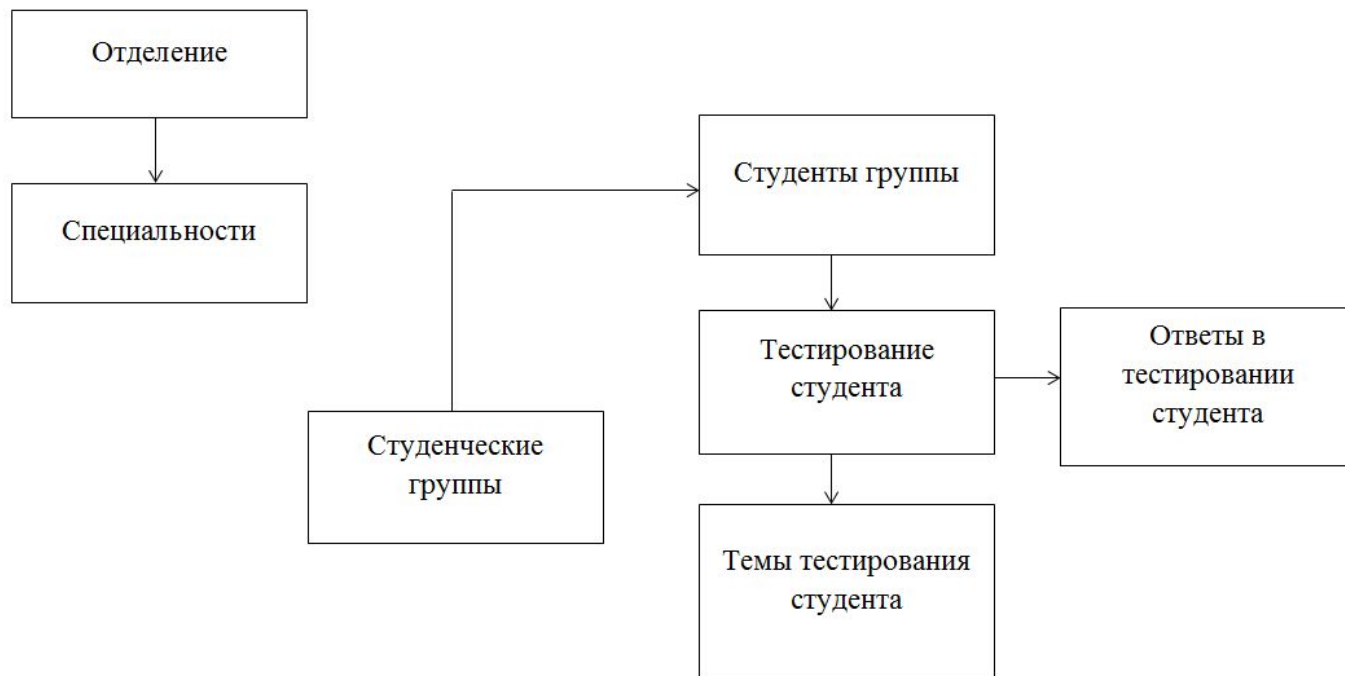 Отделение
Специальности
Студенты группы
Тестирование
студента
Ответы в
тестировании
студента
Студенческие
группы
Темы тестирования
студента